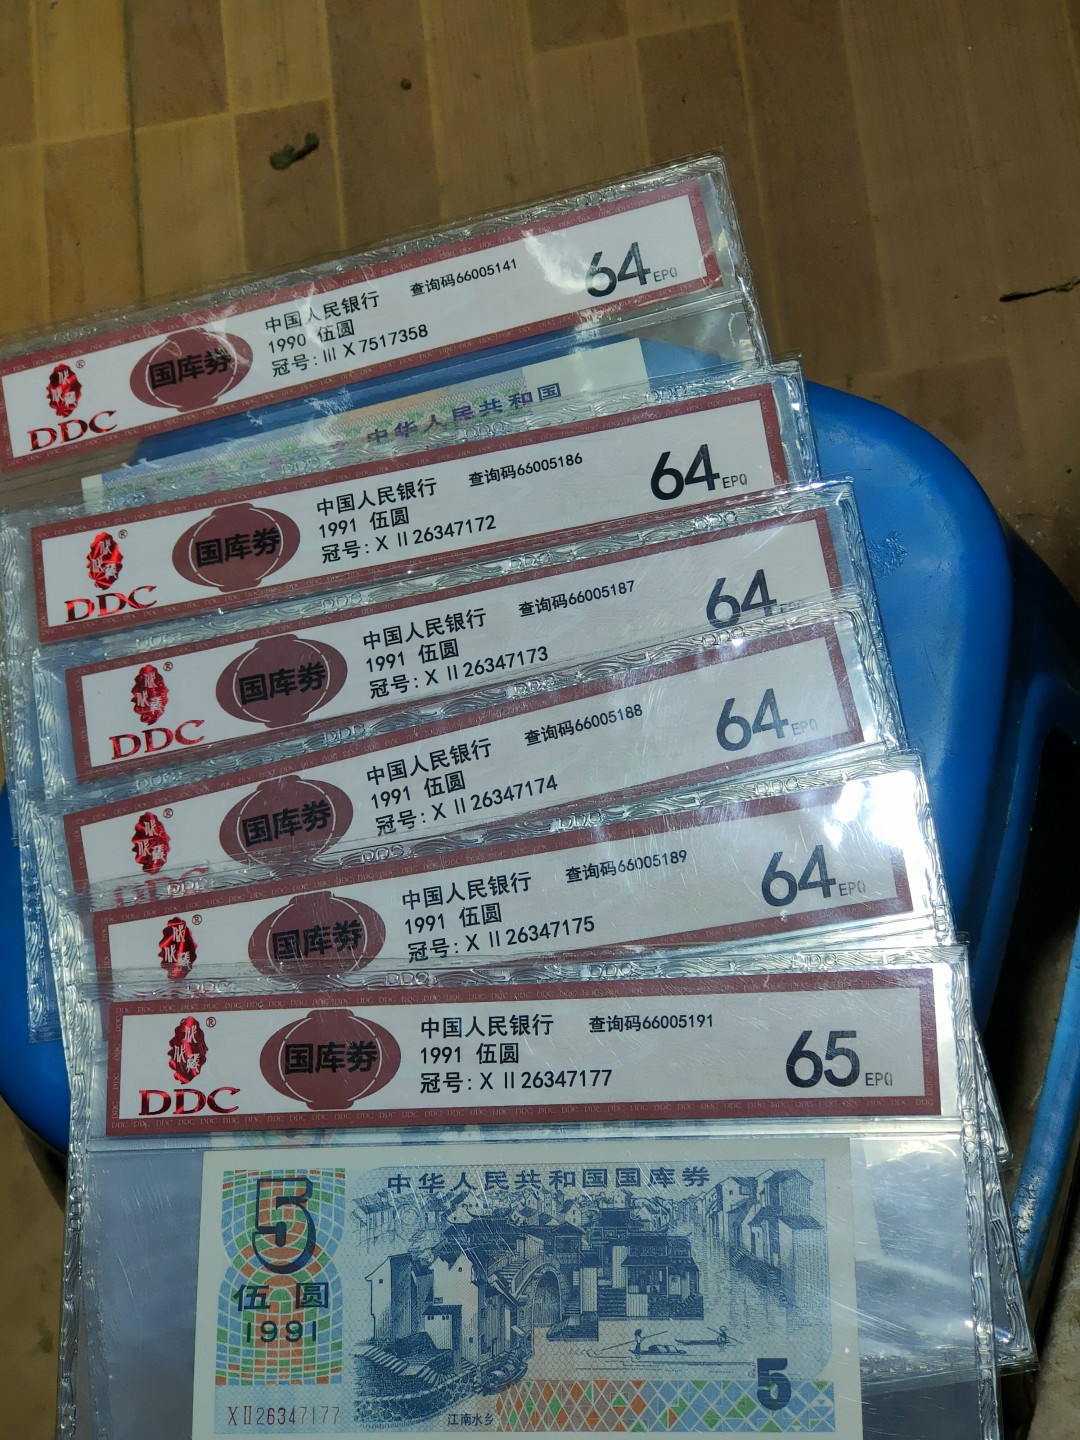 国库券
中国人民银行
查询码66005141
1990 伍圆
冠号: III X 7517358
64 EPQ
DDC
中华人民共和国
国库券
中国人民银行
查询码66005186
1991 伍圆
冠号: X II 26347172
64 EPQ
DDC
国库券
中国人民银行
查询码66005187
1991 伍圆
冠号: X II 26347173
64
DDC
国库券
中国人民银行
查询码66005188
1991 伍圆
冠号: X II 26347174
64 EPQ
DDC
国库券
中国人民银行
查询码66005189
1991 伍圆
冠号: X II 26347175
64 EPQ
国库券
中国人民银行
查询码66005191
1991 伍圆
冠号: X II 26347177
65 EPQ
DDC
中华人民共和国国库券
5
伍圆
1991
5
X II 26347177
江南水乡